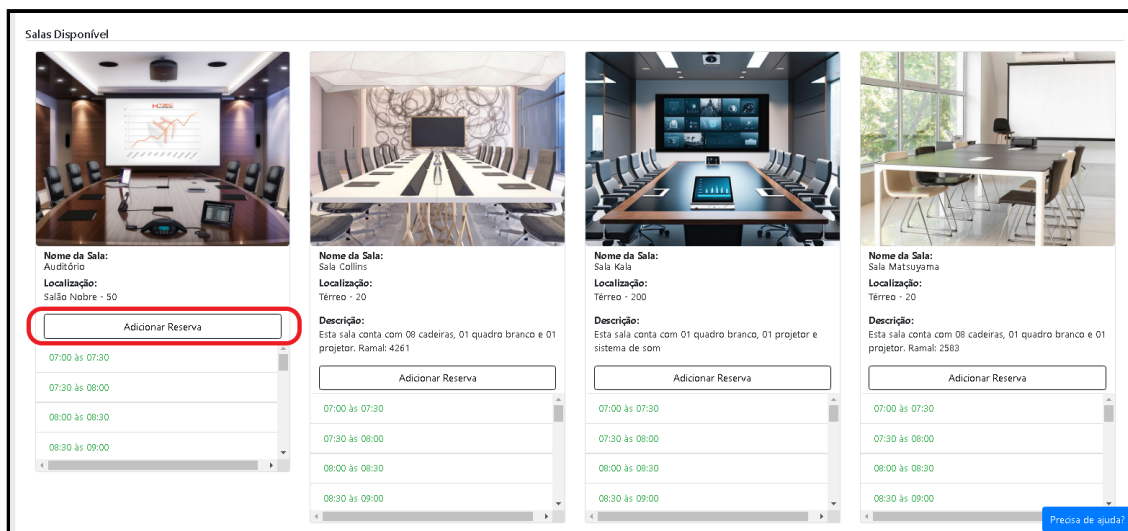 Salas Disponível
Nome da Sala:
Auditório
Localização:
Salão Nobre - 50
Adicionar Reserva
07:00 às 07:30
07:30 às 08:00
08:00 às 08:30
08:30 às 09:00
Nome da Sala:
Sala Collins
Localização:
Térreo - 20
Descrição:
Esta sala conta com 08 cadeiras, 01 quadro branco e 01
projetor. Ramal: 4261
Adicionar Reserva
07:00 às 07:30
07:30 às 08:00
08:00 às 08:30
08:30 às 09:00
Nome da Sala:
Sala Kala
Localização:
Térreo - 200
Descrição:
Esta sala conta com 01 quadro branco, 01 projetor e
sistema de som
Adicionar Reserva
07:00 às 07:30
07:30 às 08:00
08:00 às 08:30
08:30 às 09:00
Nome da Sala:
Sala Matsuyama
Localização:
Térreo - 20
Descrição:
Esta sala conta com 08 cadeiras, 01 quadro branco e 01
projetor. Ramal: 2583
Adicionar Reserva
07:00 às 07:30
07:30 às 08:00
08:00 às 08:30
08:30 às 09:00
Precisa de ajuda?